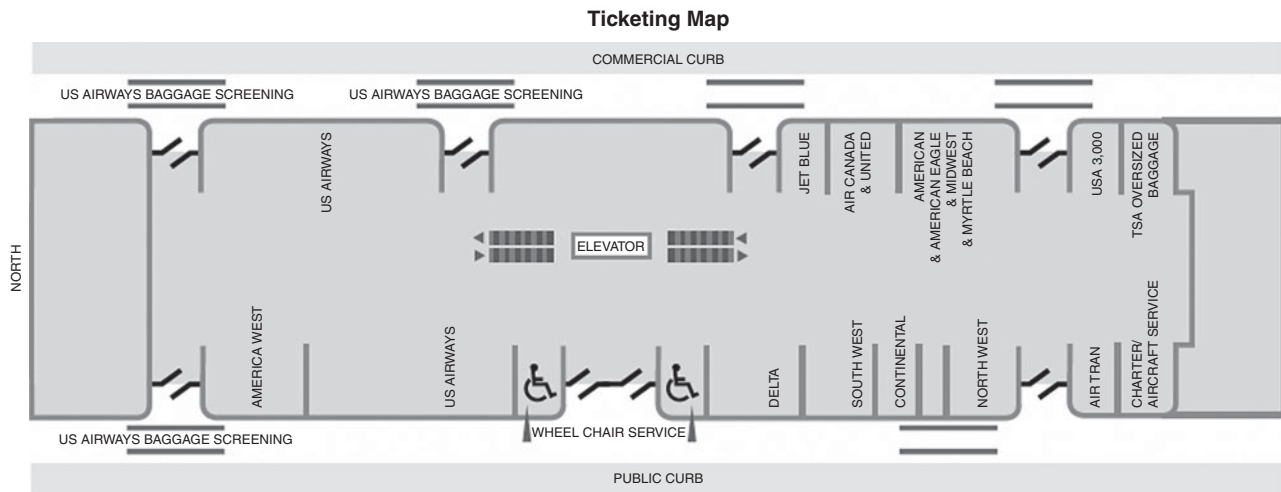 Ticketing Map
COMMERCIAL CURB
US AIRWAYS BAGGAGE SCREENING
US AIRWAYS BAGGAGE SCREENING
US AIRWAYS
JET BLUE
AIR CANADA
& UNITED
AMERICAN
& AMERICAN EAGLE
& MIDWEST
& MYRTLE BEACH
USA 3,000
TSA OVERSIZED
BAGGAGE
NORTH
ELEVATOR
AMERICA WEST
US AIRWAYS
DELTA
SOUTH WEST
CONTINENTAL
NORTH WEST
AIR TRAN
CHARTER/
AIRCRAFT SERVICE
US AIRWAYS BAGGAGE SCREENING
WHEEL CHAIR SERVICE
PUBLIC CURB